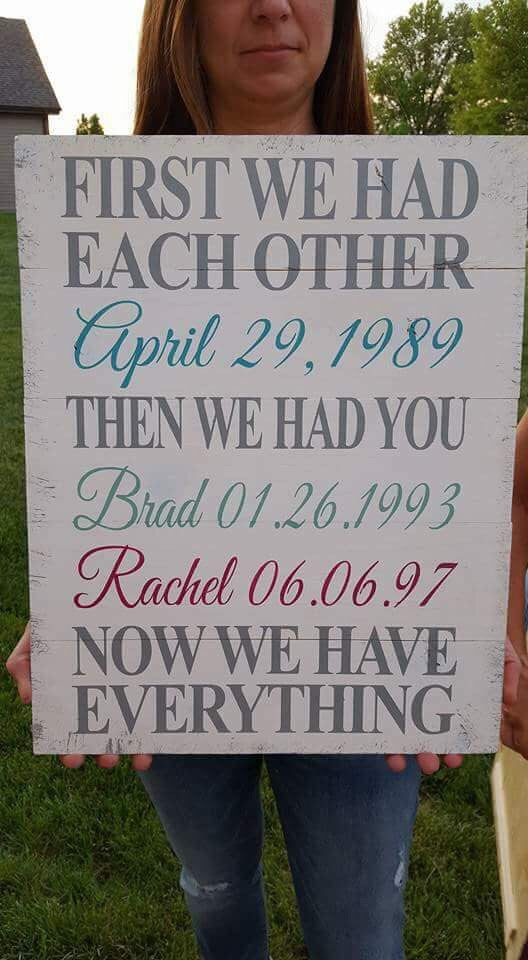 FIRST WE HAD
EACH OTHER
April 29, 1989
THEN WE HAD YOU
Brad 01.26.1993
Rachel 06.06.97
NOW WE HAVE
EVERYTHING